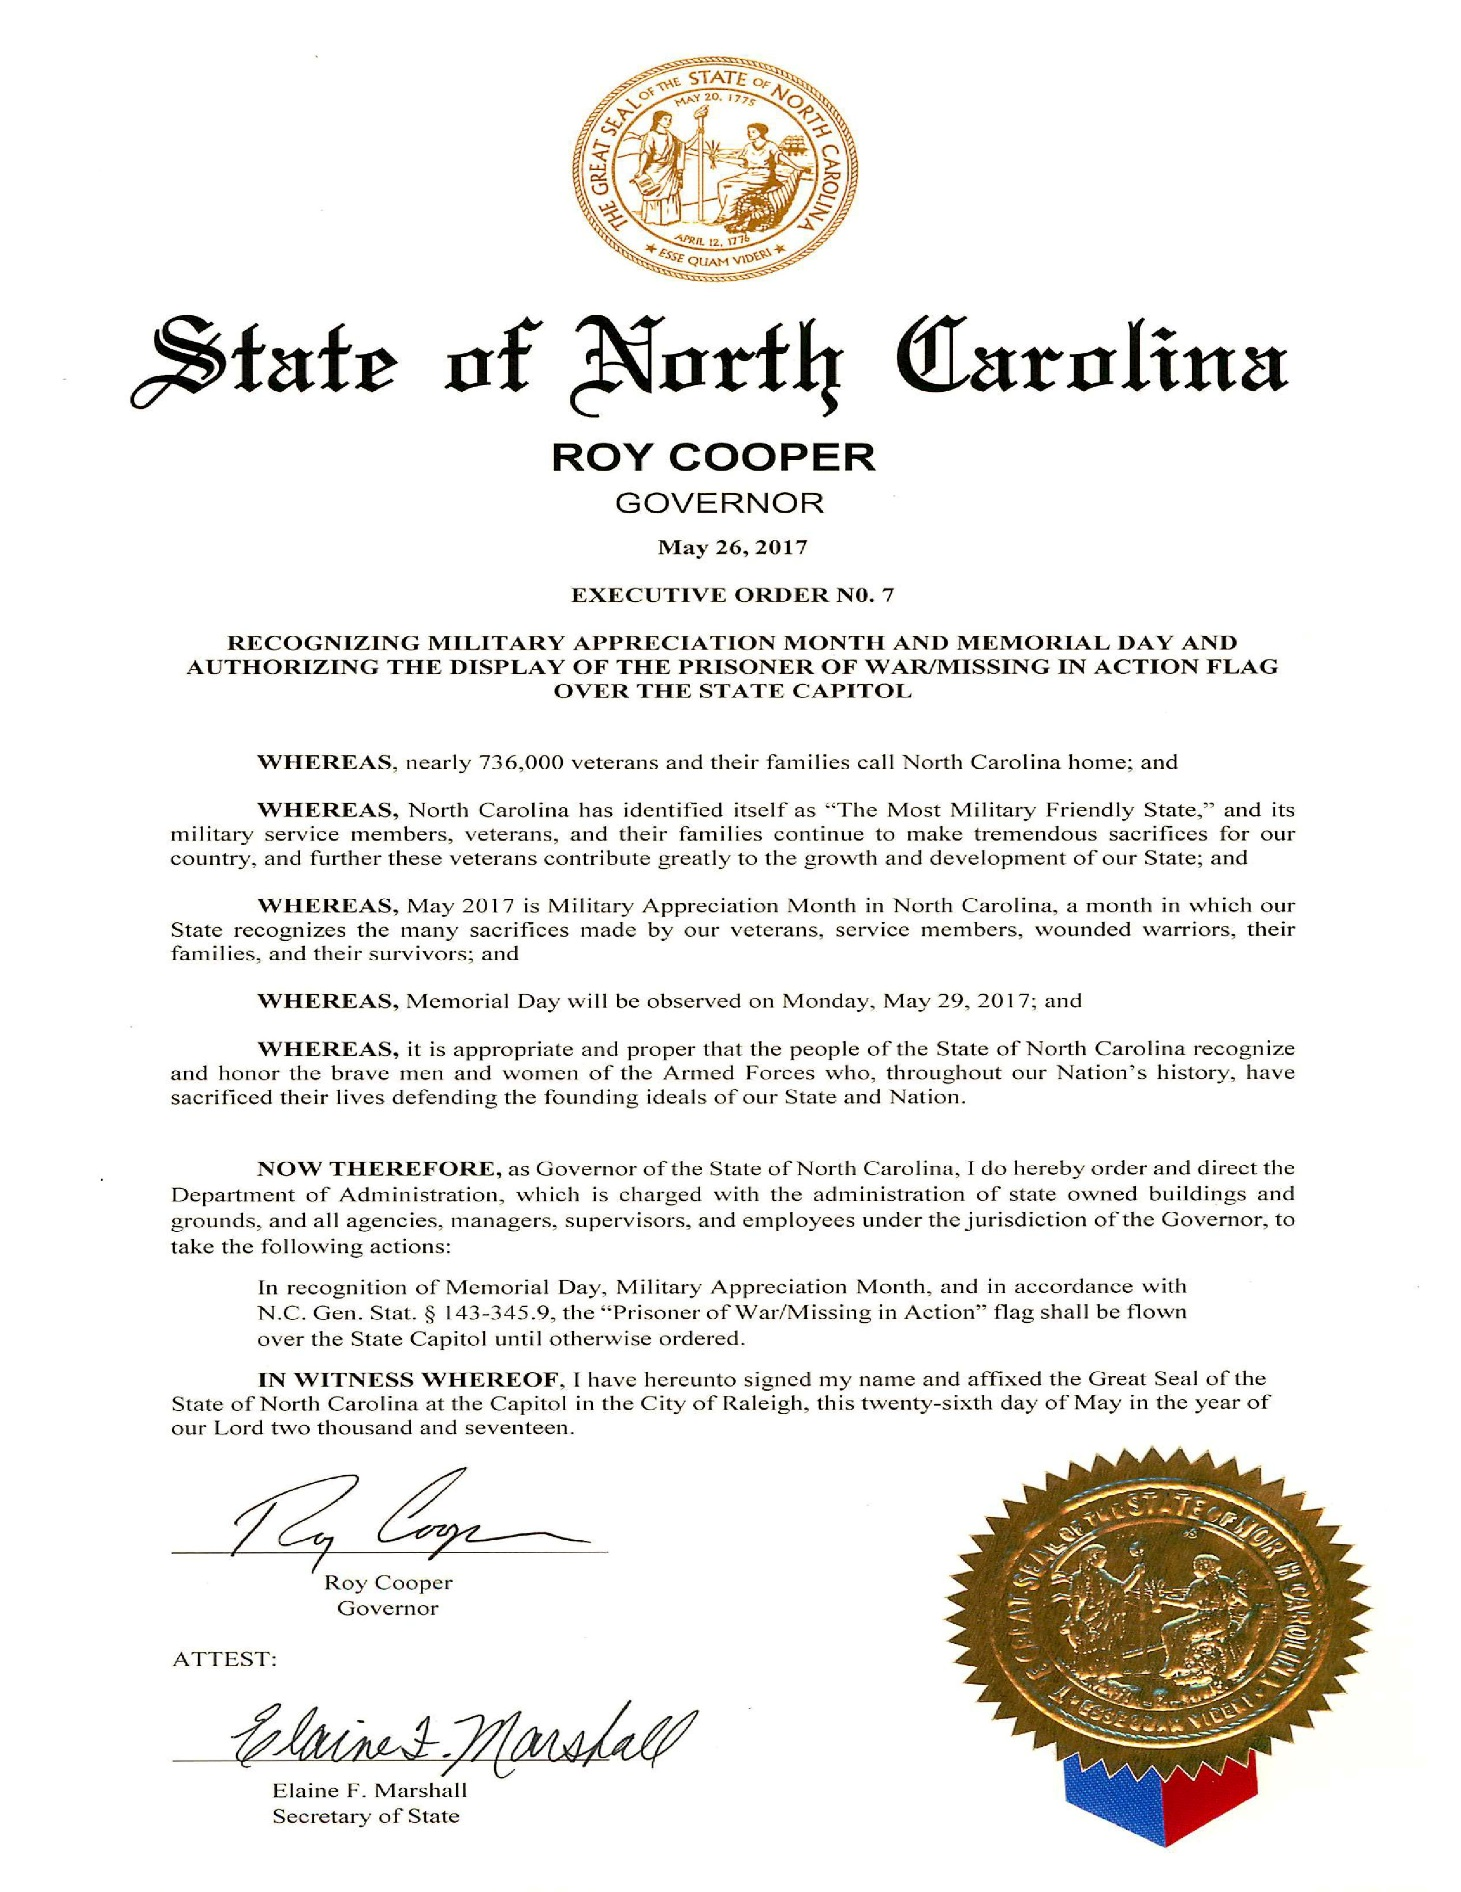 THE GREAT SEAL OF THE STATE OF NORTH CAROLINA
MAY 20, 1775
APRIL 12, 1776
★ ESSE QUAM VIDERI ★
State of North Carolina
ROY COOPER
GOVERNOR
May 26, 2017
EXECUTIVE ORDER N0. 7
RECOGNIZING MILITARY APPRECIATION MONTH AND MEMORIAL DAY AND
AUTHORIZING THE DISPLAY OF THE PRISONER OF WAR/MISSING IN ACTION FLAG
OVER THE STATE CAPITOL
WHEREAS, nearly 736,000 veterans and their families call North Carolina home; and
WHEREAS, North Carolina has identified itself as “The Most Military Friendly State,” and its
military service members, veterans, and their families continue to make tremendous sacrifices for our
country, and further these veterans contribute greatly to the growth and development of our State; and
WHEREAS, May 2017 is Military Appreciation Month in North Carolina, a month in which our
State recognizes the many sacrifices made by our veterans, service members, wounded warriors, their
families, and their survivors; and
WHEREAS, Memorial Day will be observed on Monday, May 29, 2017; and
WHEREAS, it is appropriate and proper that the people of the State of North Carolina recognize
and honor the brave men and women of the Armed Forces who, throughout our Nation’s history, have
sacrificed their lives defending the founding ideals of our State and Nation.
NOW THEREFORE, as Governor of the State of North Carolina, I do hereby order and direct the
Department of Administration, which is charged with the administration of state owned buildings and
grounds, and all agencies, managers, supervisors, and employees under the jurisdiction of the Governor, to
take the following actions:
In recognition of Memorial Day, Military Appreciation Month, and in accordance with
N.C. Gen. Stat. § 143-345.9, the “Prisoner of War/Missing in Action” flag shall be flown
over the State Capitol until otherwise ordered.
IN WITNESS WHEREOF, I have hereunto signed my name and affixed the Great Seal of the
State of North Carolina at the Capitol in the City of Raleigh, this twenty-sixth day of May in the year of
our Lord two thousand and seventeen.
Roy Cooper
Roy Cooper
Governor
ATTEST:
Elaine F. Marshall
Elaine F. Marshall
Secretary of State
GREAT SEAL OF THE STATE OF NORTH CAROLINA
ESSE QUAM VIDERI